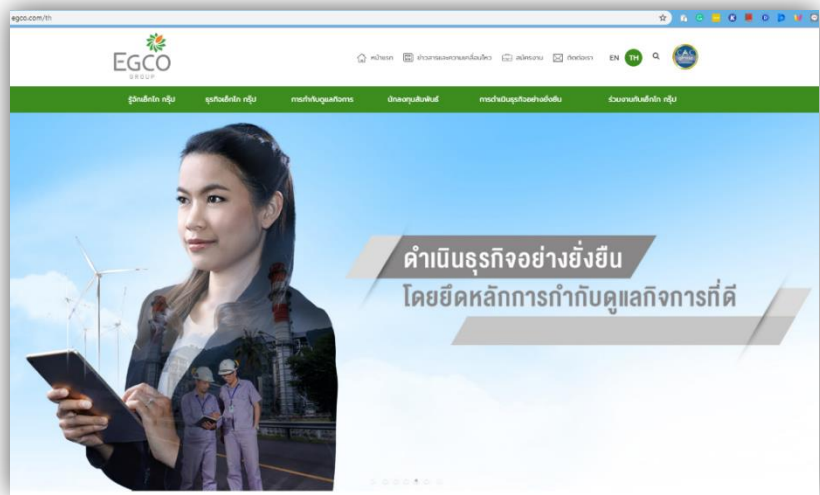 egco.com/th
EGCO
GROUP
หน้าแรก ข่าวสารและความเคลื่อนไหว สมัครงาน ติดต่อเรา EN TH
รู้จักเอ็กโก กรุ๊ป ธุรกิจเอ็กโก กรุ๊ป การกำกับดูแลกิจการ นักลงทุนสัมพันธ์ การดำเนินธุรกิจอย่างยั่งยืน ร่วมงานกับเอ็กโก กรุ๊ป
ดำเนินธุรกิจอย่างยั่งยืน
โดยยึดหลักการกำกับดูแลกิจการที่ดี